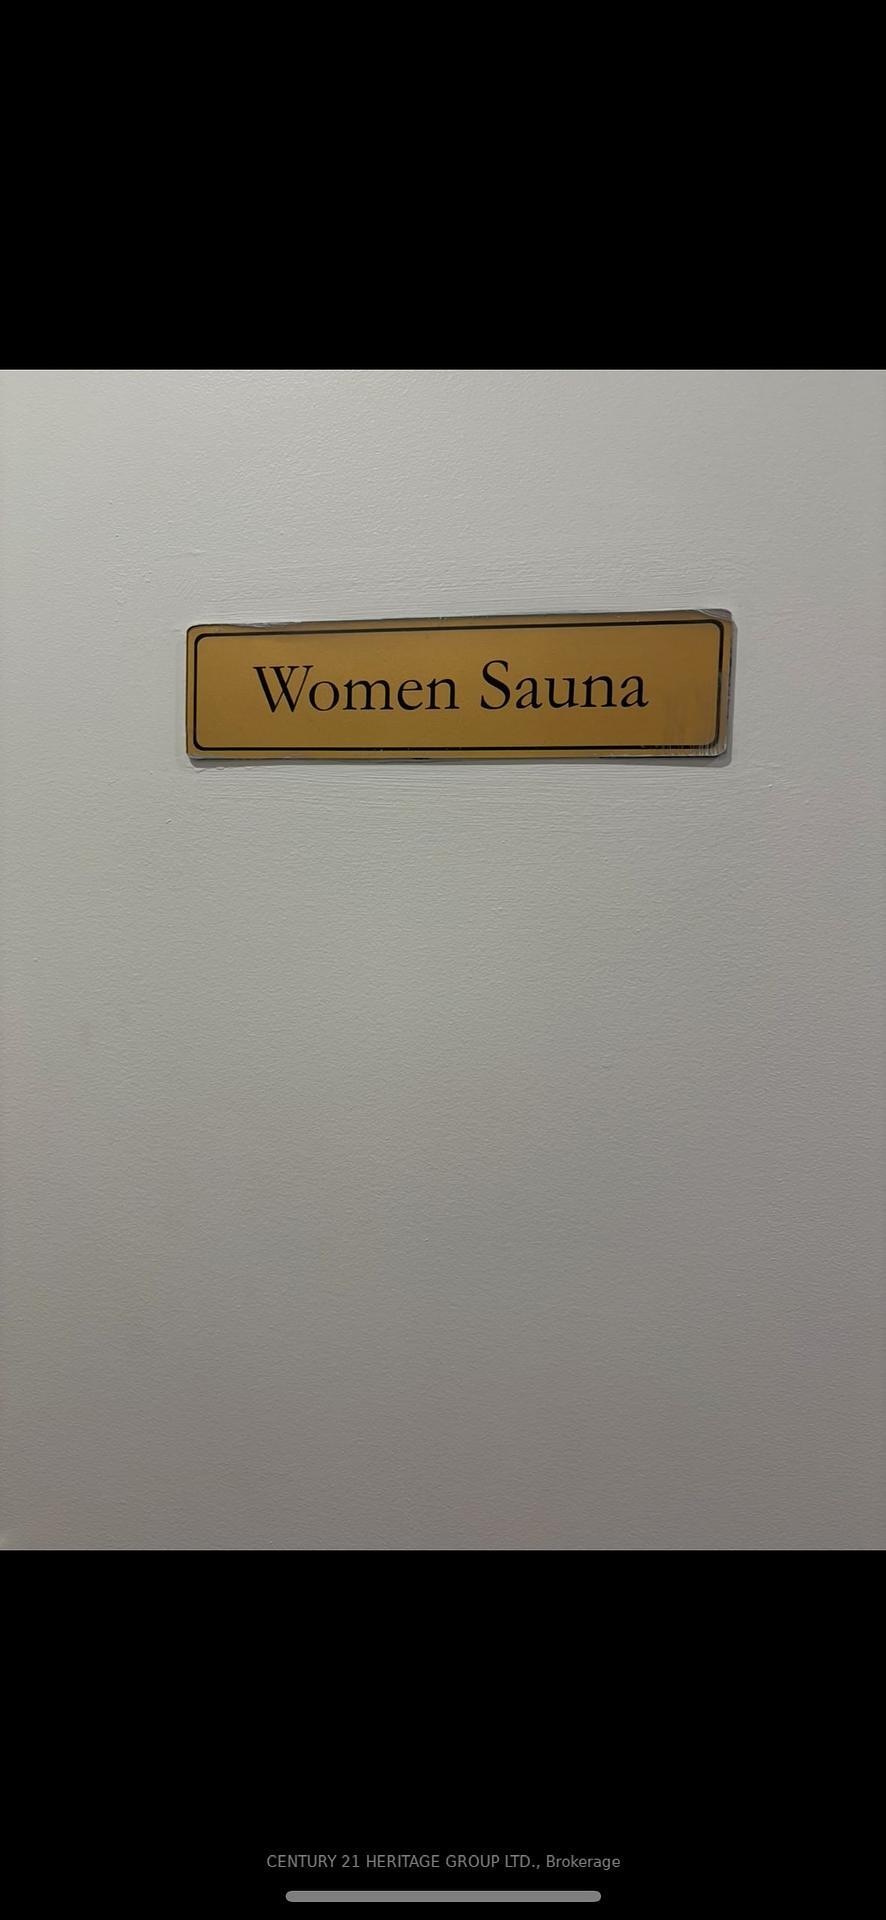 Women Sauna
CENTURY 21 HERITAGE GROUP LTD., Brokerage